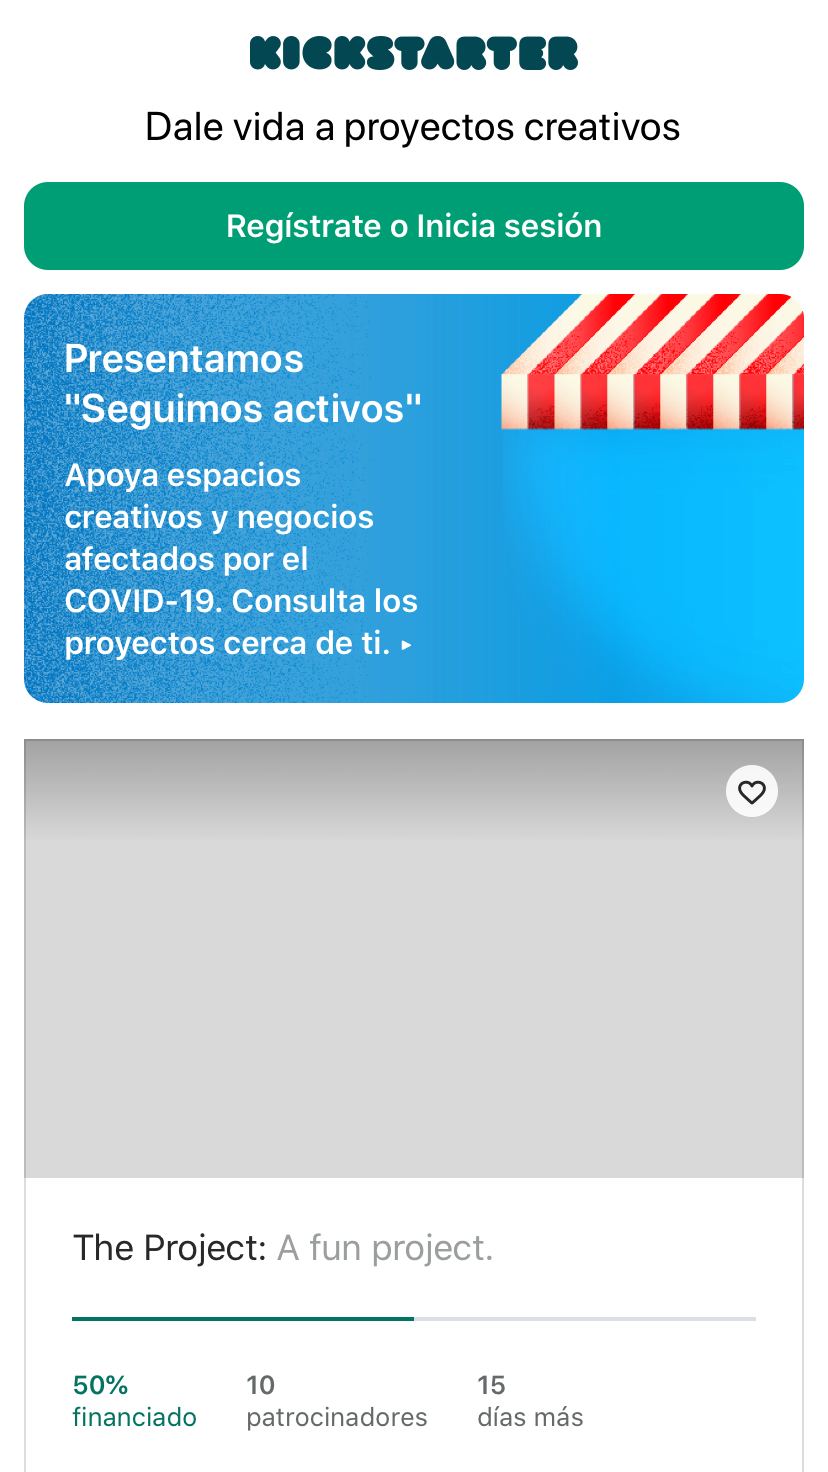 KICKSTARTER
Dale vida a proyectos creativos
Regístrate o Inicia sesión
Presentamos
"Seguimos activos"
Apoya espacios
creativos y negocios
afectados por el
COVID-19. Consulta los
proyectos cerca de ti. ▸
The Project: A fun project.
50% 10 15
financiado patrocinadores días más